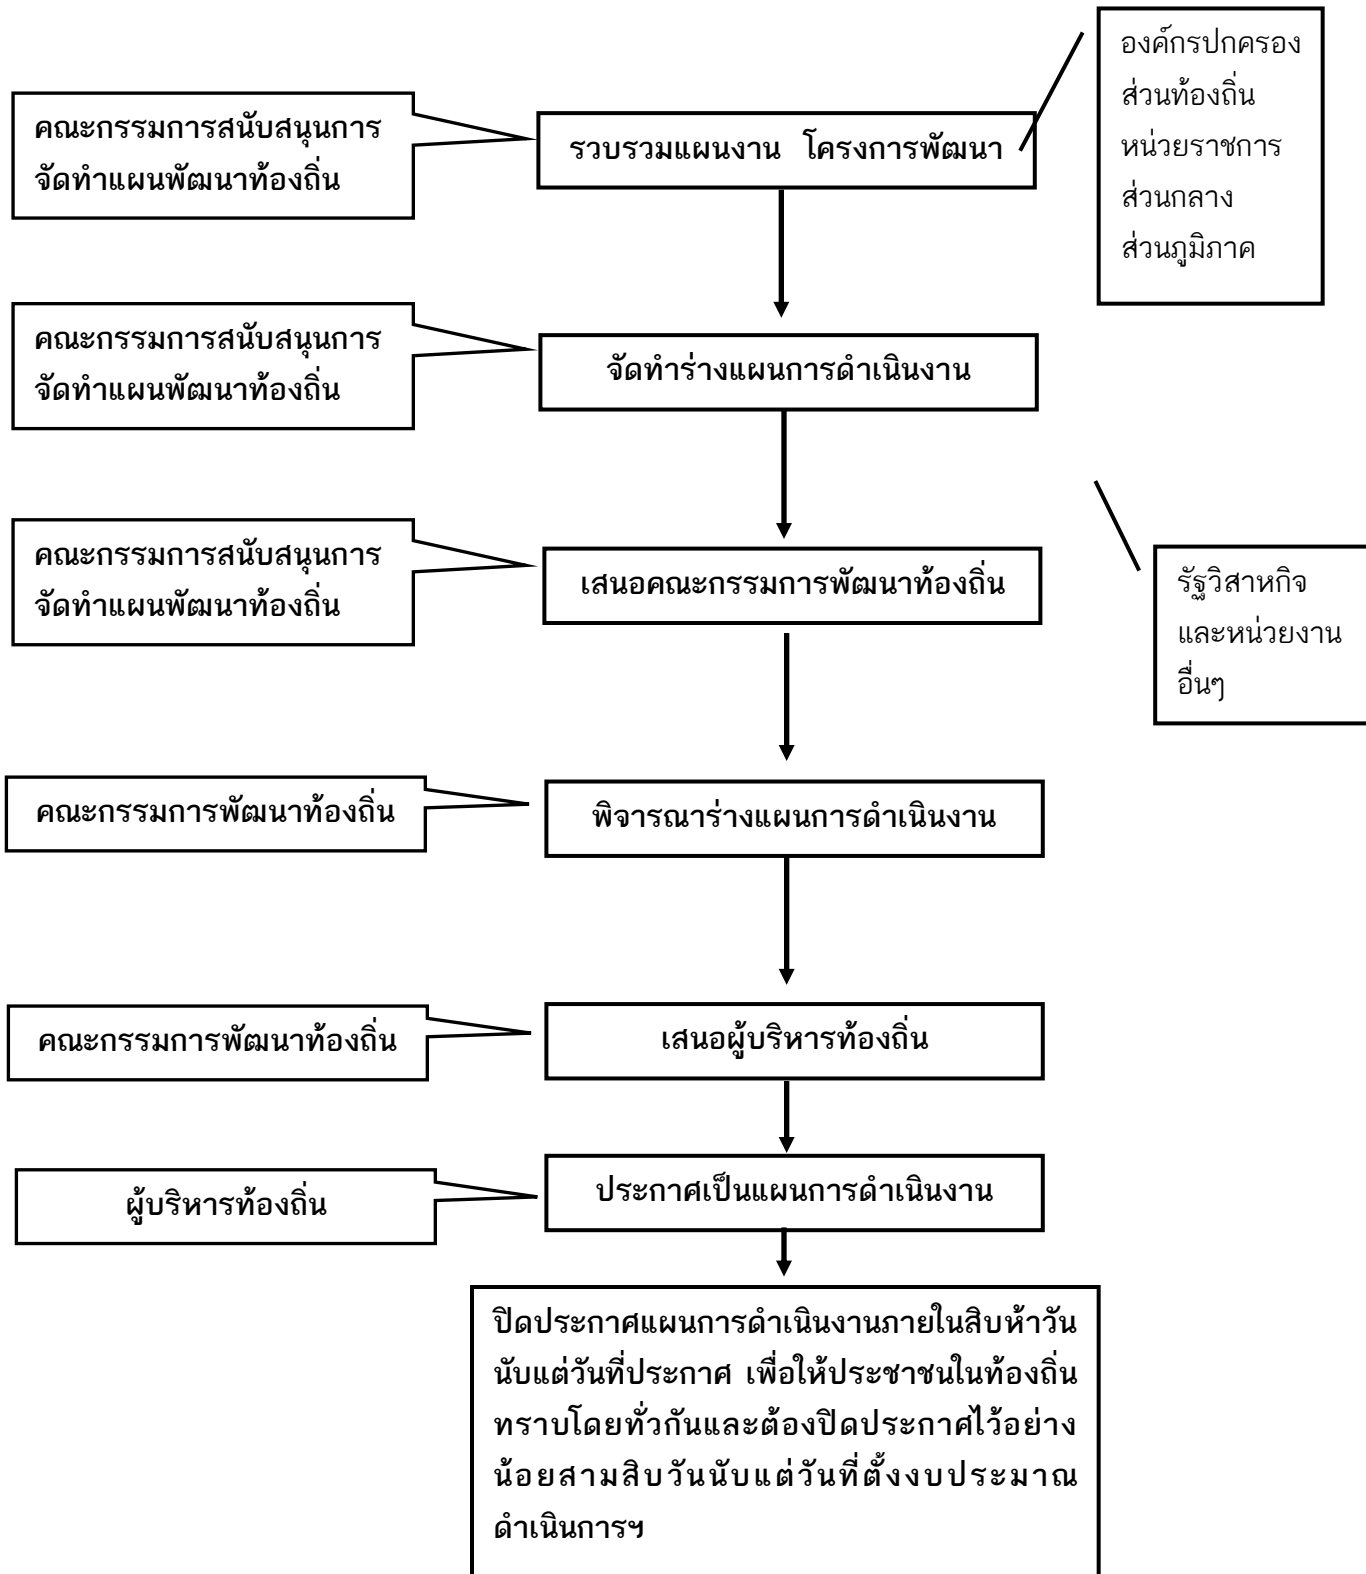 องค์กรปกครอง
ส่วนท้องถิ่น
หน่วยราชการ
ส่วนกลาง
ส่วนภูมิภาค
คณะกรรมการสนับสนุนการ
จัดทำแผนพัฒนาท้องถิ่น
รวบรวมแผนงาน โครงการพัฒนา
คณะกรรมการสนับสนุนการ
จัดทำแผนพัฒนาท้องถิ่น
จัดทำร่างแผนการดำเนินงาน
คณะกรรมการสนับสนุนการ
จัดทำแผนพัฒนาท้องถิ่น
เสนอคณะกรรมการพัฒนาท้องถิ่น
รัฐวิสาหกิจ
และหน่วยงาน
อื่นๆ
คณะกรรมการพัฒนาท้องถิ่น
พิจารณาร่างแผนการดำเนินงาน
คณะกรรมการพัฒนาท้องถิ่น
เสนอผู้บริหารท้องถิ่น
ผู้บริหารท้องถิ่น
ประกาศเป็นแผนการดำเนินงาน
ปิดประกาศแผนการดำเนินงานภายในสิบห้าวัน
นับแต่วันที่ประกาศ เพื่อให้ประชาชนในท้องถิ่น
ทราบโดยทั่วกันและต้องปิดประกาศไว้อย่าง
น้อยสามสิบวันนับแต่วันที่ตั้งงบประมาณ
ดำเนินการฯ